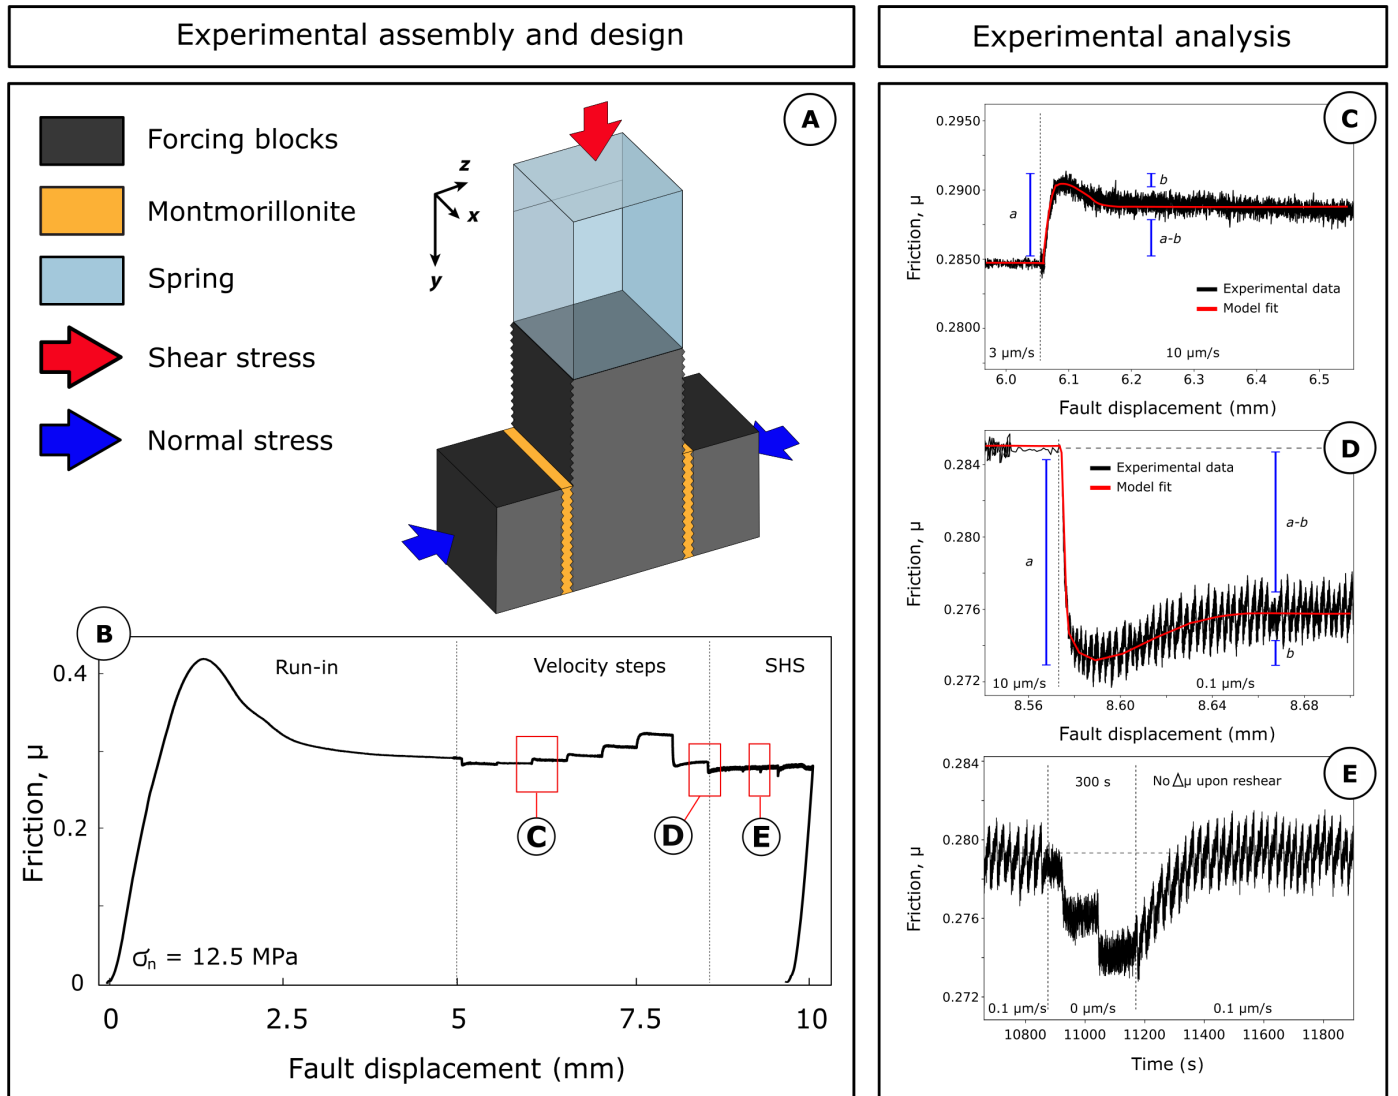 Experimental assembly and design
Experimental analysis
A
Forcing blocks
Montmorillonite
Spring
Shear stress
Normal stress
z
x
y
B
Run-in
Velocity steps
SHS
0.4
0.2
0
Friction, μ
C
D
E
σn = 12.5 MPa
0
2.5
5
7.5
10
Fault displacement (mm)
C
0.2950
0.2900
0.2850
0.2800
Friction, μ
a
b
a-b
Experimental data
Model fit
3 μm/s
10 μm/s
6.0
6.1
6.2
6.3
6.4
6.5
Fault displacement (mm)
D
0.284
0.280
0.276
0.272
Friction, μ
Experimental data
Model fit
a
a-b
b
10 μm/s
0.1 μm/s
8.56
8.60
8.64
8.68
Fault displacement (mm)
E
0.284
0.280
0.276
0.272
Friction, μ
300 s
No Δμ upon reshear
0.1 μm/s
0 μm/s
0.1 μm/s
10800
11000
11200
11400
11600
11800
Time (s)